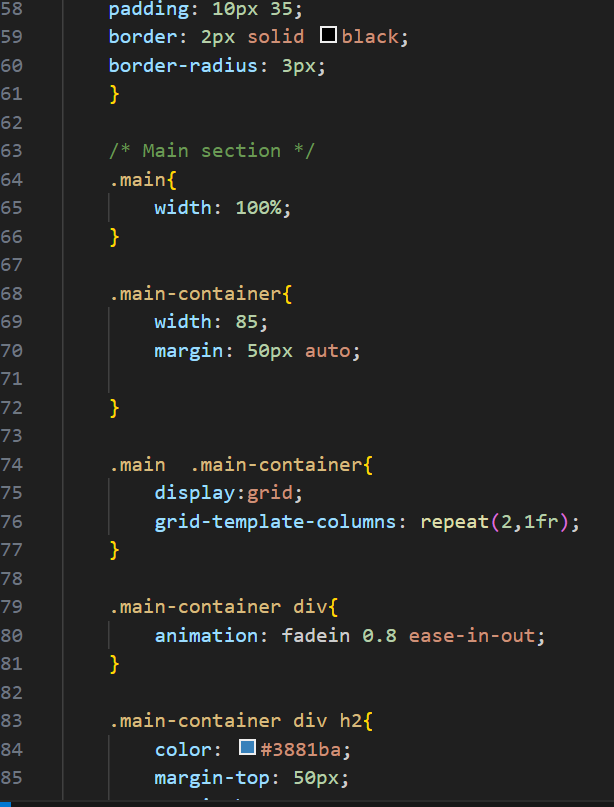 58 padding: 10px 35;
59 border: 2px solid black;
60 border-radius: 3px;
61 }
62
63 /* Main section */
64 .main{
65 width: 100%;
66 }
67
68 .main-container{
69 width: 85;
70 margin: 50px auto;
71
72 }
73
74 .main  .main-container{
75 display:grid;
76 grid-template-columns: repeat(2,1fr);
77 }
78
79 .main-container div{
80 animation: fadein 0.8 ease-in-out;
81 }
82
83 .main-container div h2{
84 color: #3881ba;
85 margin-top: 50px;